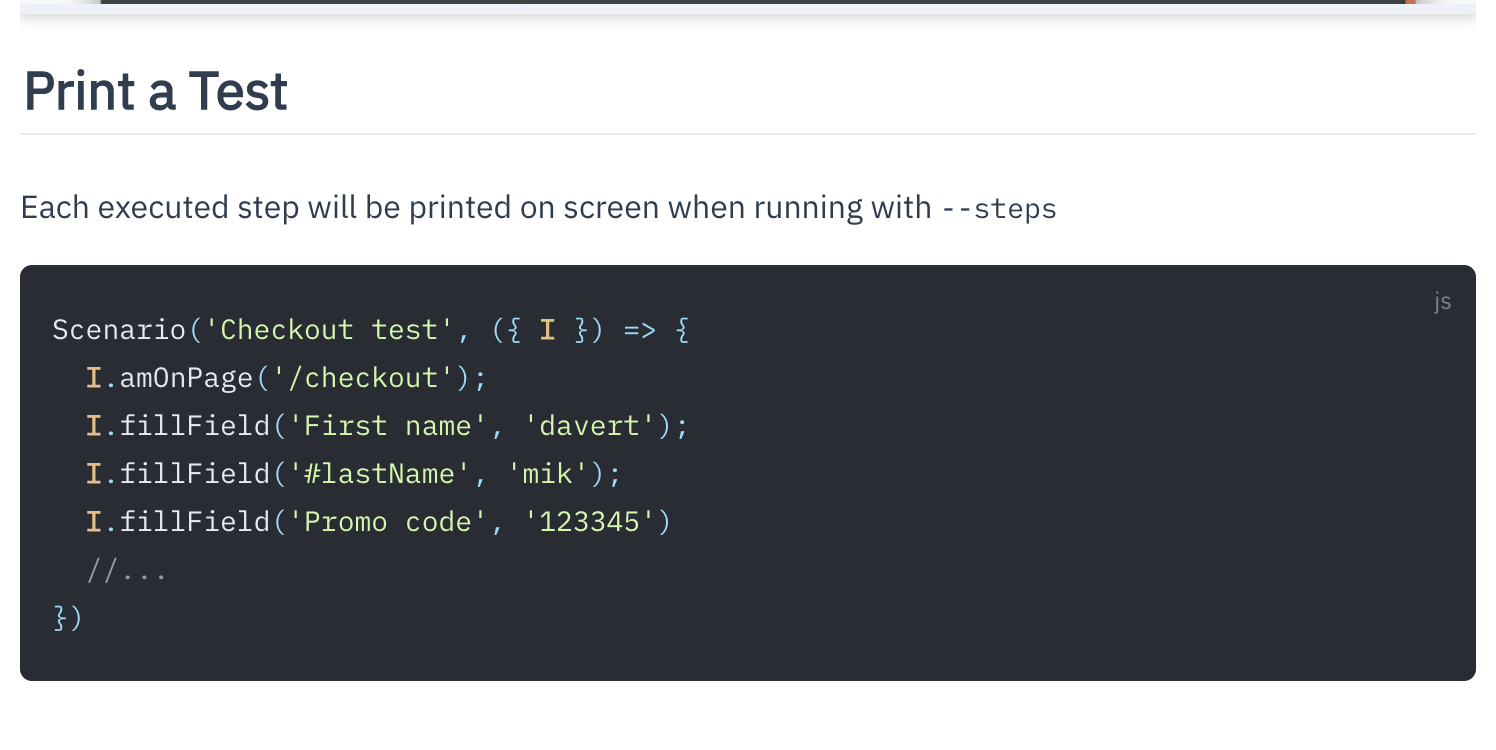 Print a Test
Each executed step will be printed on screen when running with --steps
js
Scenario('Checkout test', ({ I }) => {
  I.amOnPage('/checkout');
  I.fillField('First name', 'davert');
  I.fillField('#lastName', 'mik');
  I.fillField('Promo code', '123345')
  //...
})